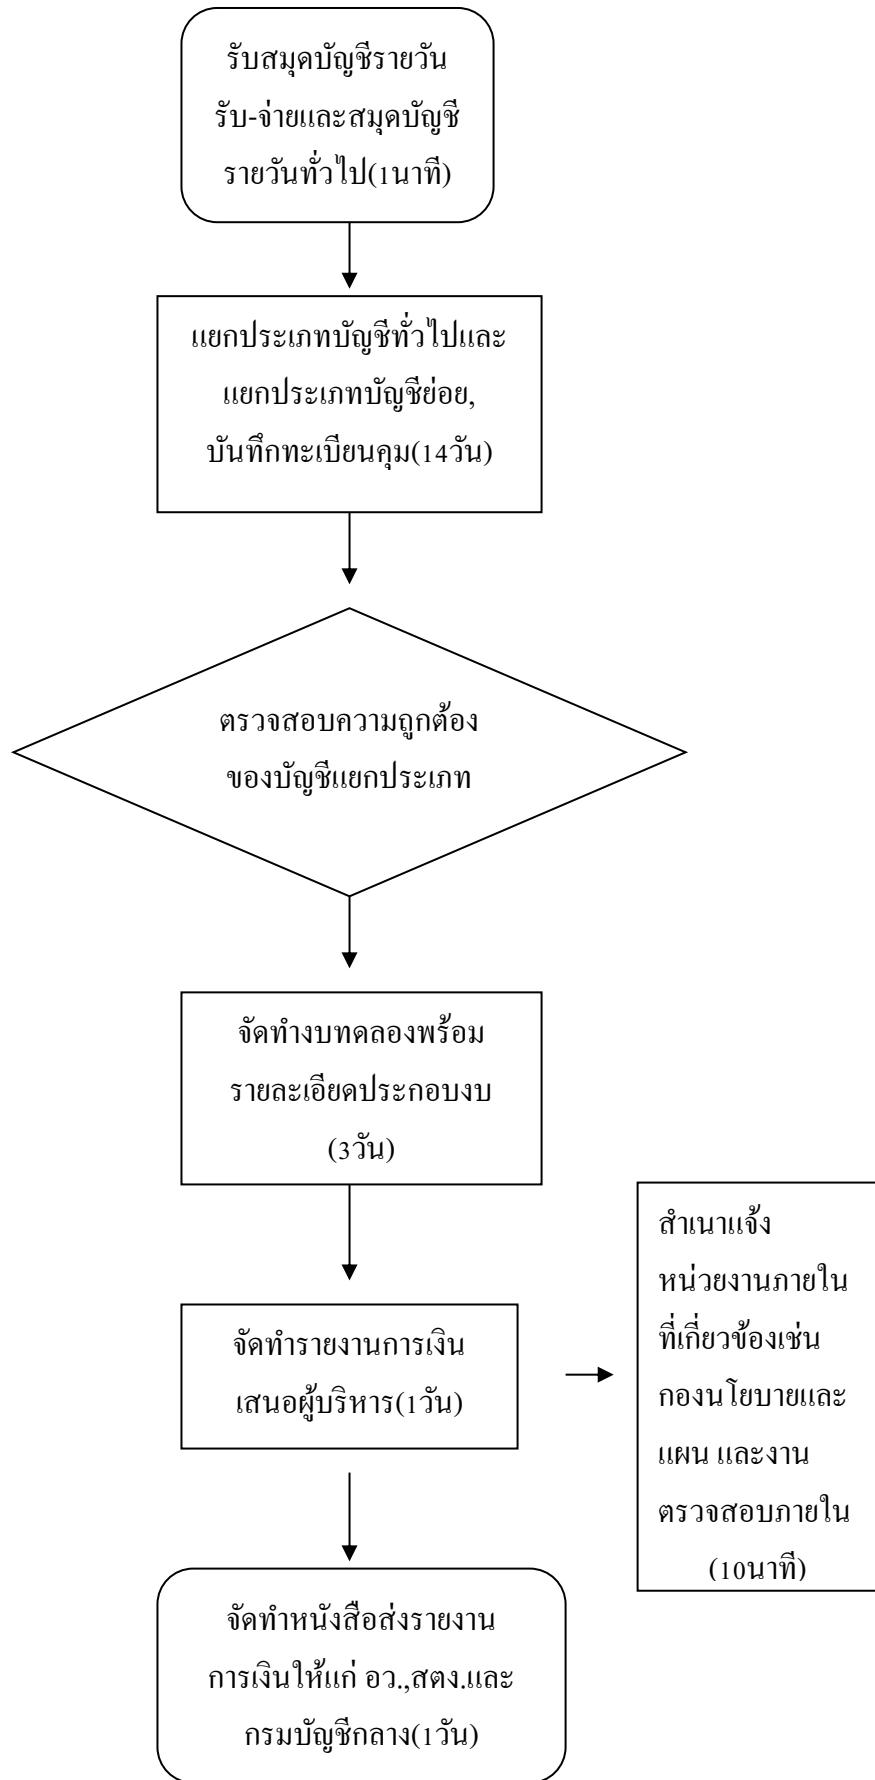 รับสมุดบัญชีรายวัน
รับ-จ่ายและสมุดบัญชี
รายวันทั่วไป(1นาที)
แยกประเภทบัญชีทั่วไปและ
แยกประเภทบัญชีย่อย,
บันทึกทะเบียนคุม(14วัน)
ตรวจสอบความถูกต้อง
ของบัญชีแยกประเภท
จัดทำงบทดลองพร้อม
รายละเอียดประกอบงบ
(3วัน)
จัดทำรายงานการเงิน
เสนอผู้บริหาร(1วัน)
สำเนาแจ้ง
หน่วยงานภายใน
ที่เกี่ยวข้องเช่น
กองนโยบายและ
แผน และงาน
ตรวจสอบภายใน
(10นาที)
จัดทำหนังสือส่งรายงาน
การเงินให้แก่ อว.,สตง.และ
กรมบัญชีกลาง(1วัน)